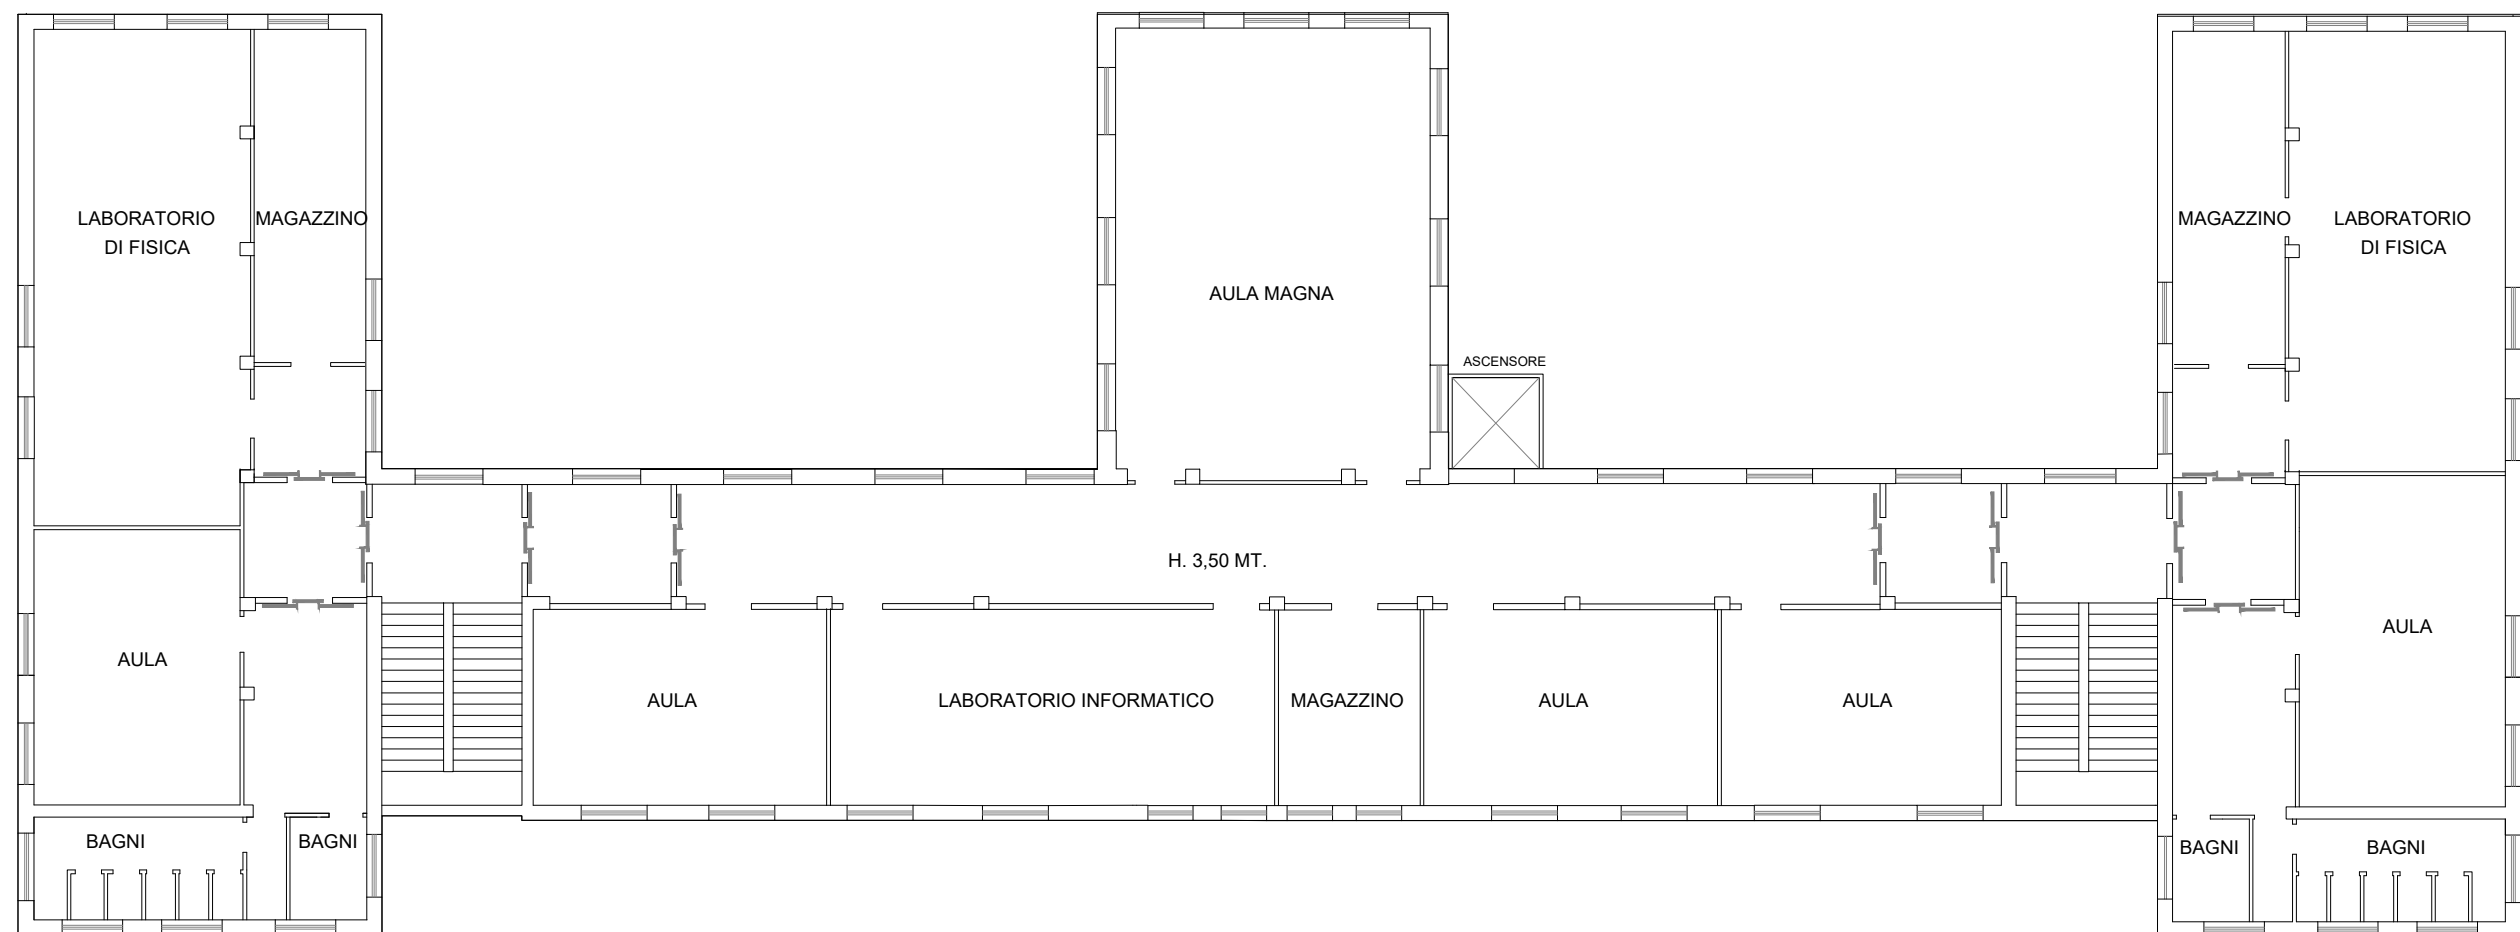 LABORATORIO
DI FISICA
MAGAZZINO
AULA MAGNA
ASCENSORE
MAGAZZINO
LABORATORIO
DI FISICA
H. 3,50 MT.
AULA
AULA
LABORATORIO INFORMATICO
MAGAZZINO
AULA
AULA
AULA
BAGNI
BAGNI
BAGNI
BAGNI